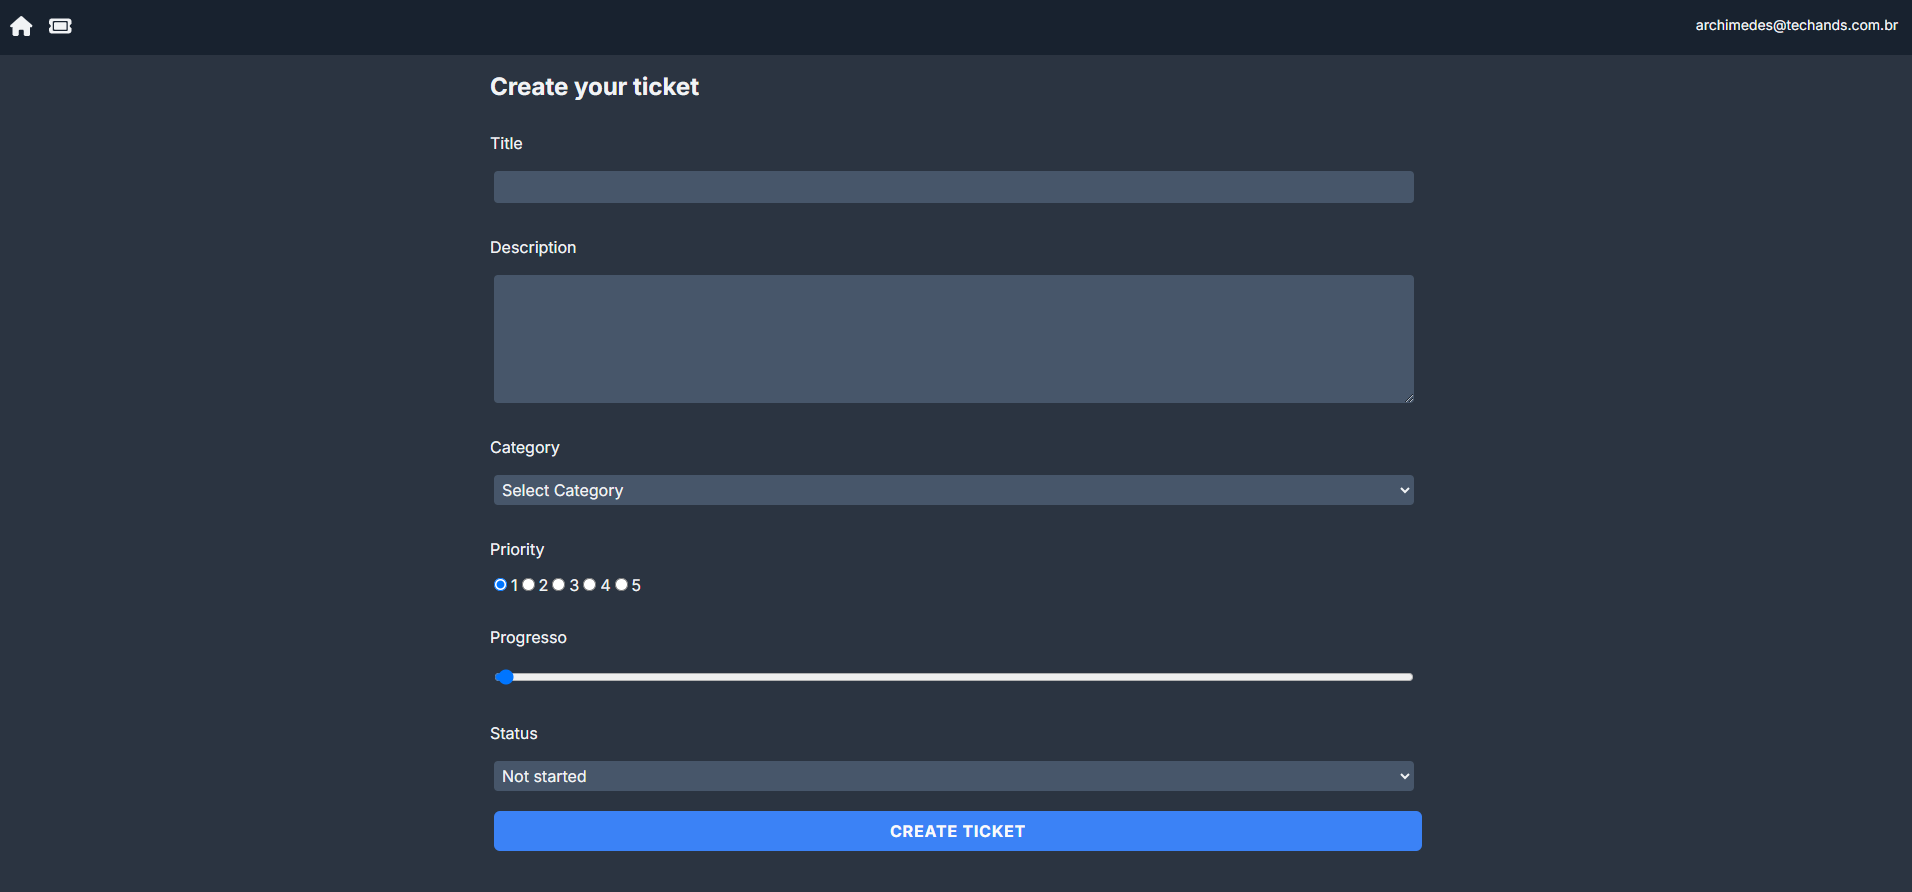 archimedes@techands.com.br
Create your ticket
Title
Description
Category
Select Category
Priority
1 2 3 4 5
Progresso
Status
Not started
CREATE TICKET